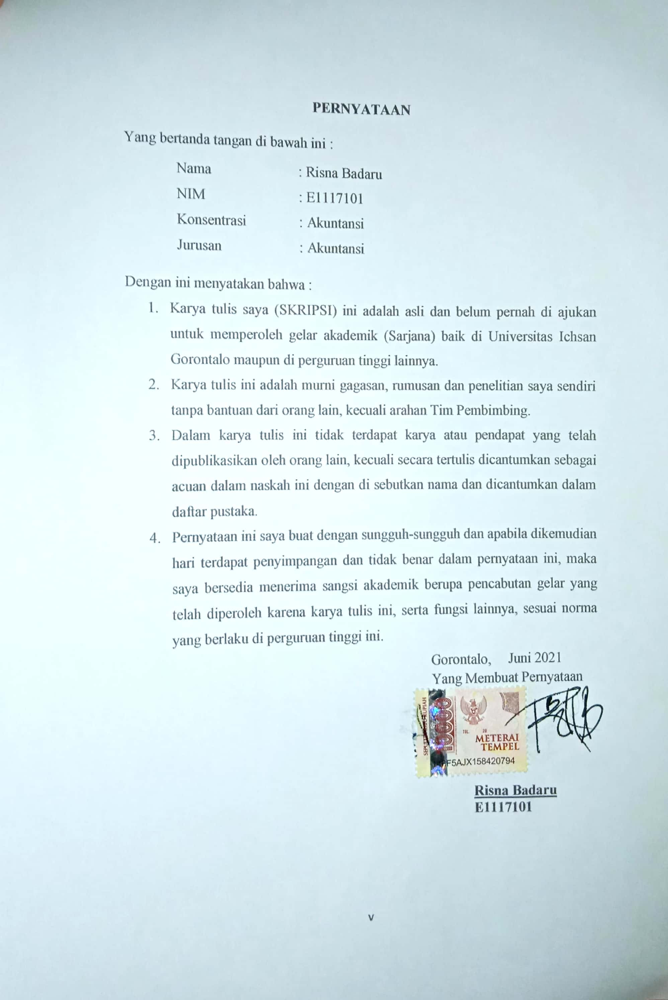 PERNYATAAN
Yang bertanda tangan di bawah ini :
Nama : Risna Badaru
NIM : E1117101
Konsentrasi : Akuntansi
Jurusan : Akuntansi
Dengan ini menyatakan bahwa :
1. Karya tulis saya (SKRIPSI) ini adalah asli dan belum pernah di ajukan
untuk memperoleh gelar akademik (Sarjana) baik di Universitas Ichsan
Gorontalo maupun di perguruan tinggi lainnya.
2. Karya tulis ini adalah murni gagasan, rumusan dan penelitian saya sendiri
tanpa bantuan dari orang lain, kecuali arahan Tim Pembimbing.
3. Dalam karya tulis ini tidak terdapat karya atau pendapat yang telah
dipublikasikan oleh orang lain, kecuali secara tertulis dicantumkan sebagai
acuan dalam naskah ini dengan di sebutkan nama dan dicantumkan dalam
daftar pustaka.
4. Pernyataan ini saya buat dengan sungguh-sungguh dan apabila dikemudian
hari terdapat penyimpangan dan tidak benar dalam pernyataan ini, maka
saya bersedia menerima sangsi akademik berupa pencabutan gelar yang
telah diperoleh karena karya tulis ini, serta fungsi lainnya, sesuai norma
yang berlaku di perguruan tinggi ini.
Gorontalo, Juni 2021
Yang Membuat Pernyataan
10000
TGL. 20
METERAI
TEMPEL
F5AJX158420794
Risna Badaru
E1117101
v